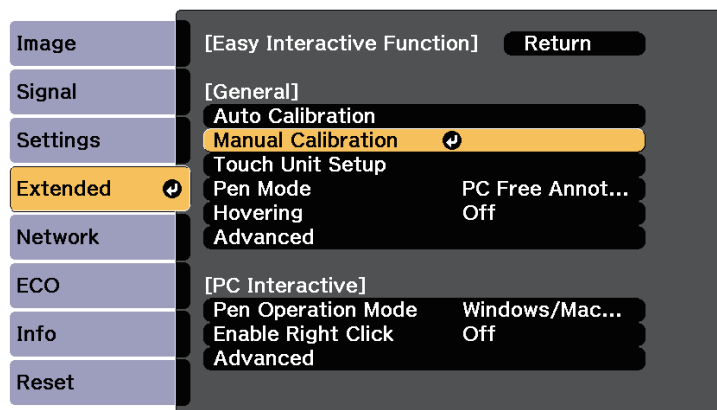 Image
Signal
Settings
Extended
Network
ECO
Info
Reset
[Easy Interactive Function] Return
[General]
Auto Calibration
Manual Calibration
Touch Unit Setup
Pen Mode PC Free Annot...
Hovering Off
Advanced
[PC Interactive]
Pen Operation Mode Windows/Mac...
Enable Right Click Off
Advanced